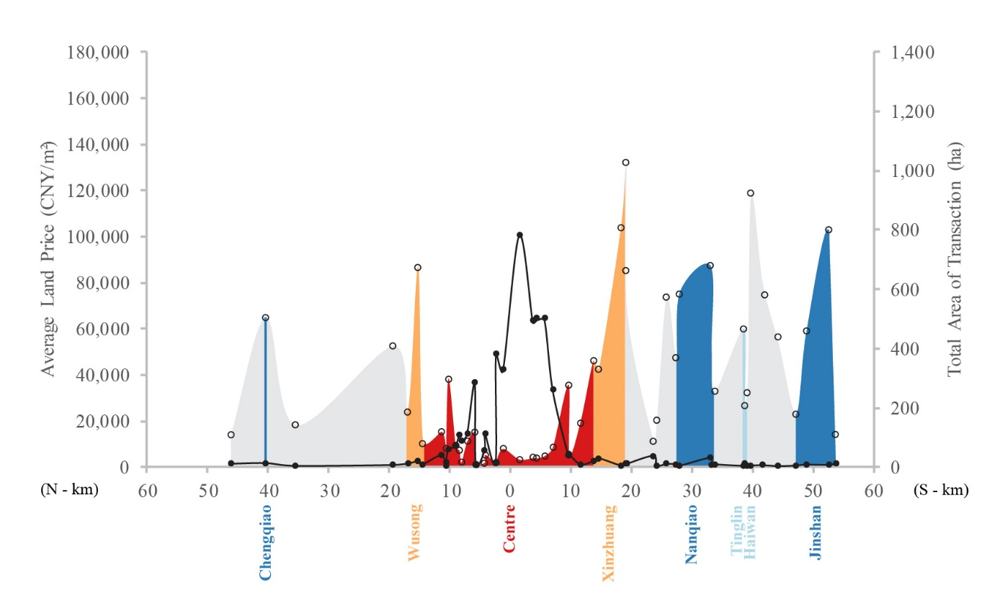 180,000
160,000
140,000
120,000
100,000
80,000
60,000
40,000
20,000
0
Average Land Price (CNY/m²)
1,400
1,200
1,000
800
600
400
200
0
Total Area of Transaction (ha)
(N - km) 60 50 40 30 20 10 0 10 20 30 40 50 60 (S - km)
Chengqiao
Wusong
Centre
Xinzhuang
Nanqiao
Tinglin
Haiwan
Jinshan